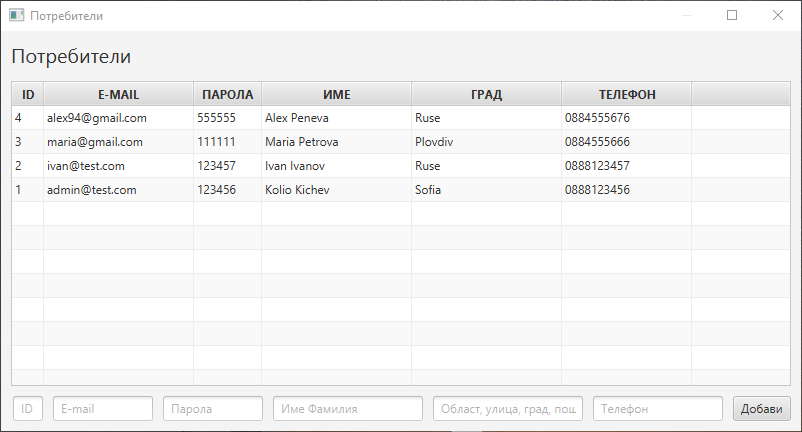 Потребители
Потребители
ID E-MAIL ПАРОЛА ИМЕ ГРАД ТЕЛЕФОН
4 alex94@gmail.com 555555 Alex Peneva Ruse 0884555676
3 maria@gmail.com 111111 Maria Petrova Plovdiv 0884555666
2 ivan@test.com 123457 Ivan Ivanov Ruse 0888123457
1 admin@test.com 123456 Kolio Kichev Sofia 0888123456
ID E-mail Парола Име Фамилия Област, улица, град, пощ Телефон Добави